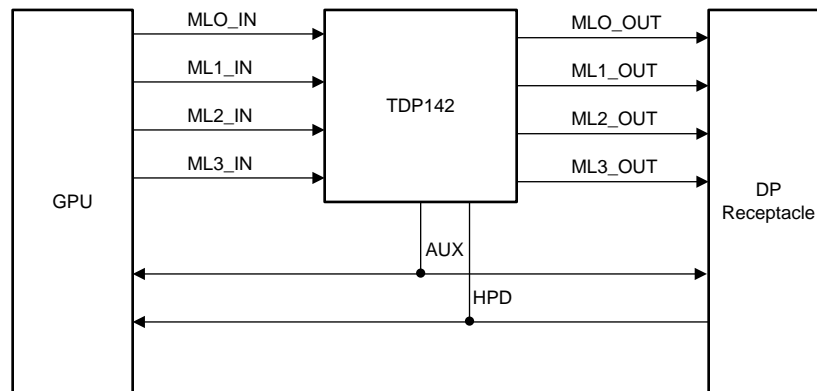 MLO_IN
MLO_OUT
ML1_IN
ML1_OUT
TDP142
ML2_IN
ML2_OUT
ML3_IN
ML3_OUT
GPU
DP
Receptacle
AUX
HPD